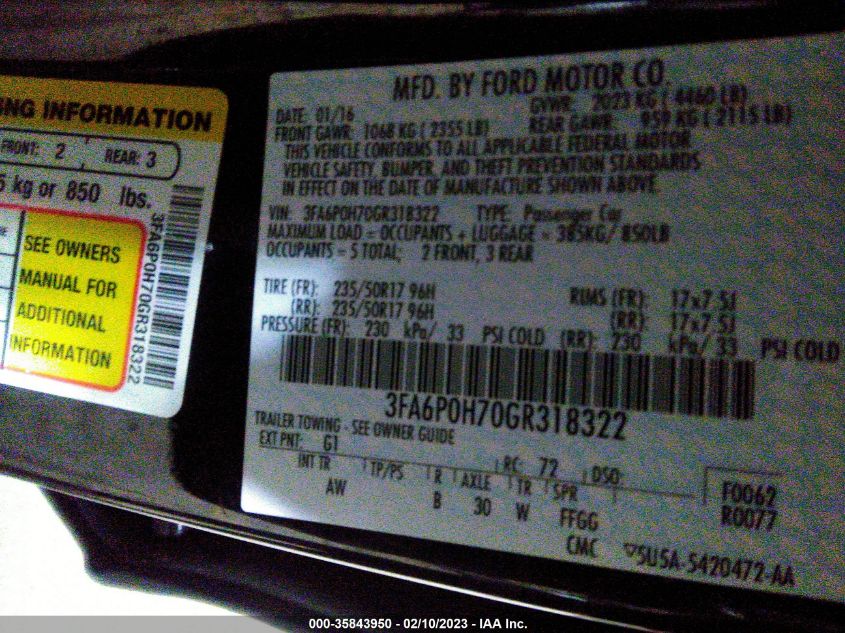 NG INFORMATION
FRONT: 2 REAR: 3
5 kg or 850 lbs.
SEE OWNERS
MANUAL FOR
ADDITIONAL
INFORMATION
3FA6P0H70GR318322
MFD. BY FORD MOTOR CO.
DATE: 01/16 GVWR: 2023 KG ( 4460 LB)
FRONT GAWR: 1068 KG ( 2355 LB) REAR GAWR: 959 KG ( 2115 LB)
THIS VEHICLE CONFORMS TO ALL APPLICABLE FEDERAL MOTOR
VEHICLE SAFETY, BUMPER, AND THEFT PREVENTION STANDARDS
IN EFFECT ON THE DATE OF MANUFACTURE SHOWN ABOVE.
VIN: 3FA6P0H70GR318322 TYPE: Passenger Car
MAXIMUM LOAD = OCCUPANTS + LUGGAGE = 385KG/ 850LB
OCCUPANTS = 5 TOTAL; 2 FRONT, 3 REAR
TIRE (FR): 235/50R17 96H RIMS (FR): 17x7.5J
(RR): 235/50R17 96H (RR): 17x7.5J
PRESSURE (FR): 230 kPa/ 33 PSI COLD (RR): 230 kPa/ 33 PSI COLD
3FA6P0H70GR318322
TRAILER TOWING - SEE OWNER GUIDE
EXT PNT: G1 RC: 72 DSO:
INT TR TP/PS R AXLE TR SPR
AW B 30 W FFGG
F0062
R0077
CMC 5U5A-5420472-AA
000-35843950 - 02/10/2023 - IAA Inc.